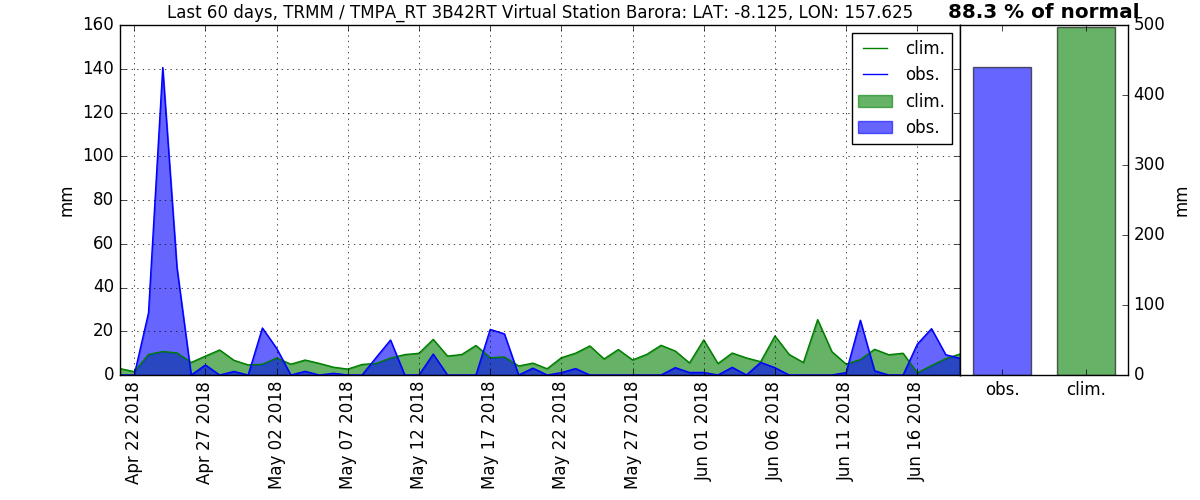 Last 60 days, TRMM / TMPA_RT 3B42RT Virtual Station Barora: LAT: -8.125, LON: 157.625
88.3 % of normal
160
140
120
100
80
60
40
20
0
mm
clim.
obs.
clim.
obs.
500
400
300
200
100
0
mm
Apr 22 2018
Apr 27 2018
May 02 2018
May 07 2018
May 12 2018
May 17 2018
May 22 2018
May 27 2018
Jun 01 2018
Jun 06 2018
Jun 11 2018
Jun 16 2018
obs.
clim.